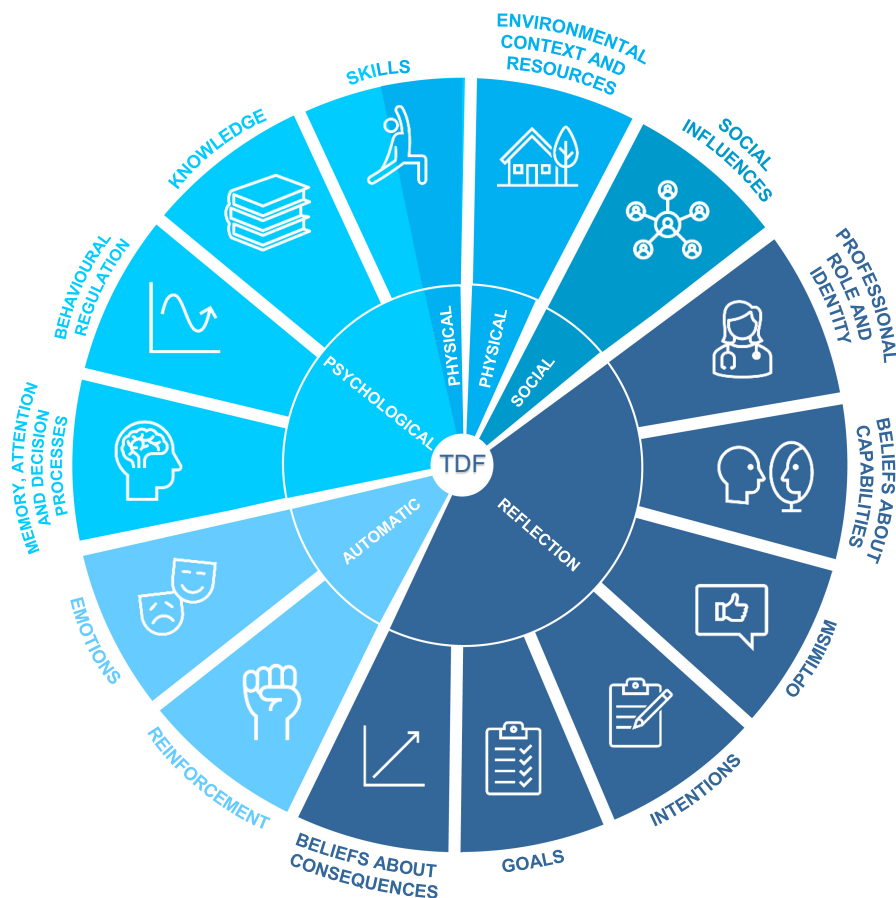 ENVIRONMENTAL
CONTEXT AND
RESOURCES
SOCIAL
INFLUENCES
PROFESSIONAL
ROLE AND
IDENTITY
BELIEFS ABOUT
CAPABILITIES
OPTIMISM
INTENTIONS
GOALS
BELIEFS ABOUT
CONSEQUENCES
REINFORCEMENT
EMOTIONS
MEMORY, ATTENTION
AND DECISION
PROCESSES
BEHAVIOURAL
REGULATION
KNOWLEDGE
SKILLS
PHYSICAL
PHYSICAL
SOCIAL
REFLECTION
AUTOMATIC
PSYCHOLOGICAL
TDF